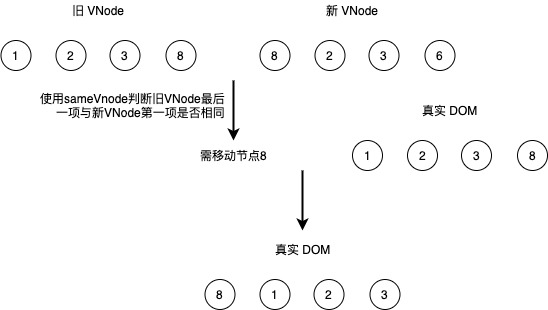 旧 VNode
新 VNode
1 2 3 8
8 2 3 6
使用sameVnode判断旧VNode最后
一项与新VNode第一项是否相同
真实 DOM
需移动节点8
1 2 3 8
真实 DOM
8 1 2 3